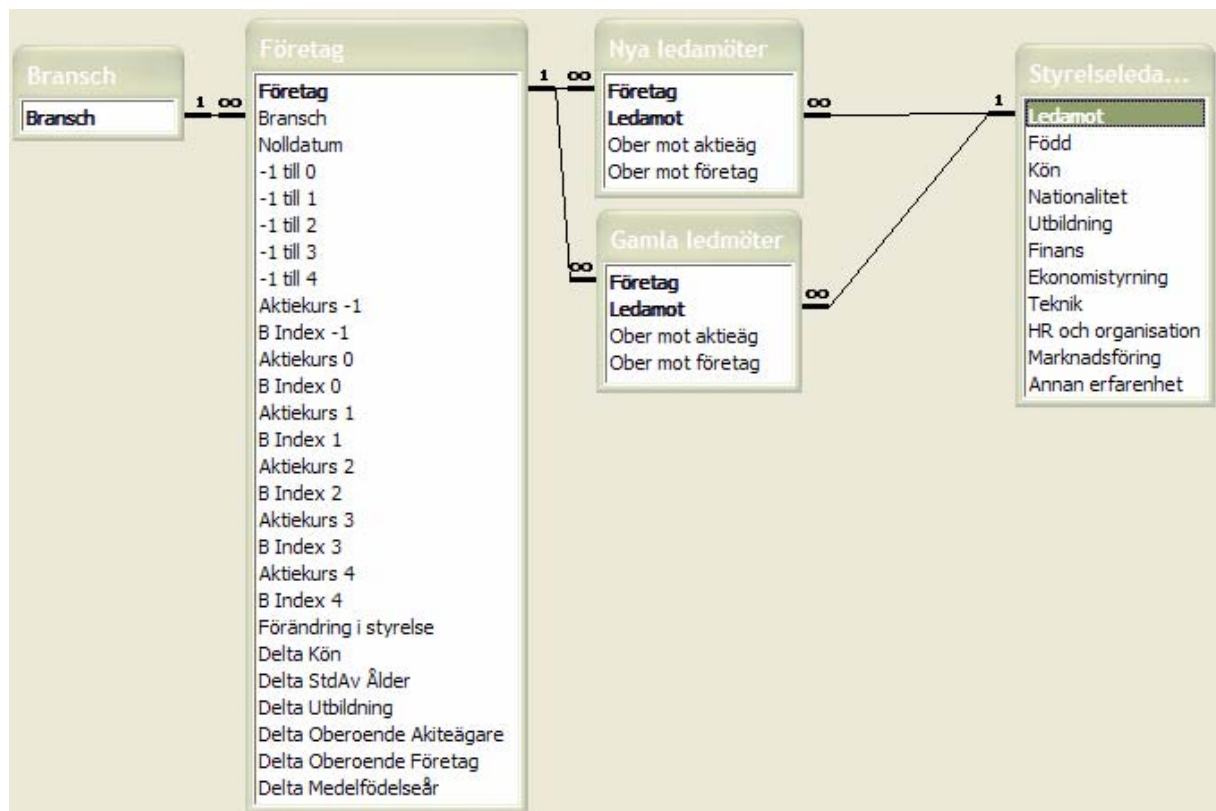 Bransch
Bransch
1 ∞
Företag
Företag
Bransch
Nolldatum
-1 till 0
-1 till 1
-1 till 2
-1 till 3
-1 till 4
Aktiekurs -1
B Index -1
Aktiekurs 0
B Index 0
Aktiekurs 1
B Index 1
Aktiekurs 2
B Index 2
Aktiekurs 3
B Index 3
Aktiekurs 4
B Index 4
Förändring i styrelse
Delta Kön
Delta StdAv Ålder
Delta Utbildning
Delta Oberoende Akiteägare
Delta Oberoende Företag
Delta Medelfödelseår
1 ∞
∞
Nya ledamöter
Företag
Ledamot
Ober mot aktieäg
Ober mot företag
Gamla ledmöter
Företag
Ledamot
Ober mot aktieäg
Ober mot företag
∞
∞
1
Styrelseleda...
Ledamot
Född
Kön
Nationalitet
Utbildning
Finans
Ekonomistyrning
Teknik
HR och organisation
Marknadsföring
Annan erfarenhet